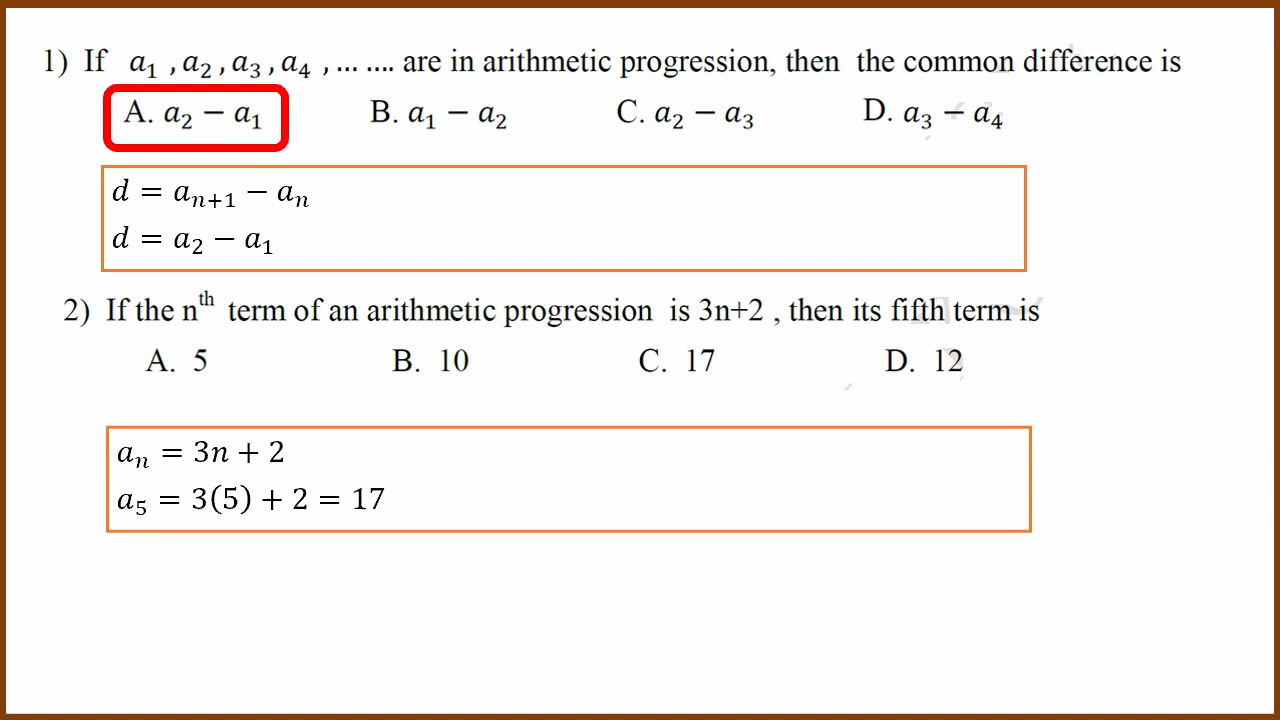 1) If a₁ , a₂ , a₃ , a₄ , ... .... are in arithmetic progression, then the common difference is
A. a₂ − a₁ B. a₁ − a₂ C. a₂ − a₃ D. a₃ − a₄
d = aₙ₊₁ − aₙ
d = a₂ − a₁
2) If the nᵗʰ term of an arithmetic progression is 3n+2 , then its fifth term is
A. 5 B. 10 C. 17 D. 12
aₙ = 3n + 2
a₅ = 3(5) + 2 = 17